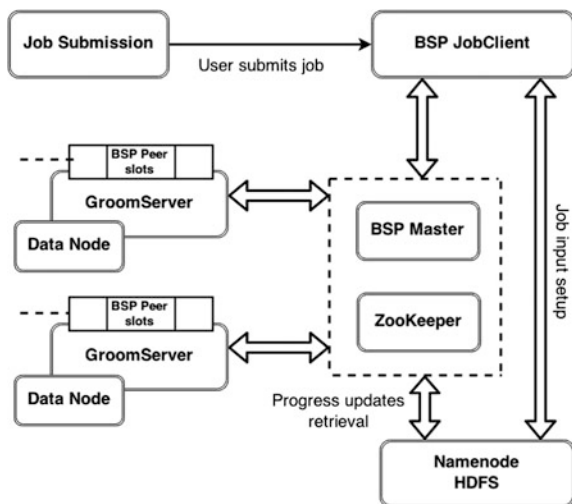 Job Submission
User submits job
BSP JobClient
BSP Peer
slots
GroomServer
Data Node
BSP Master
ZooKeeper
Job input setup
BSP Peer
slots
GroomServer
Data Node
Progress updates
retrieval
Namenode
HDFS